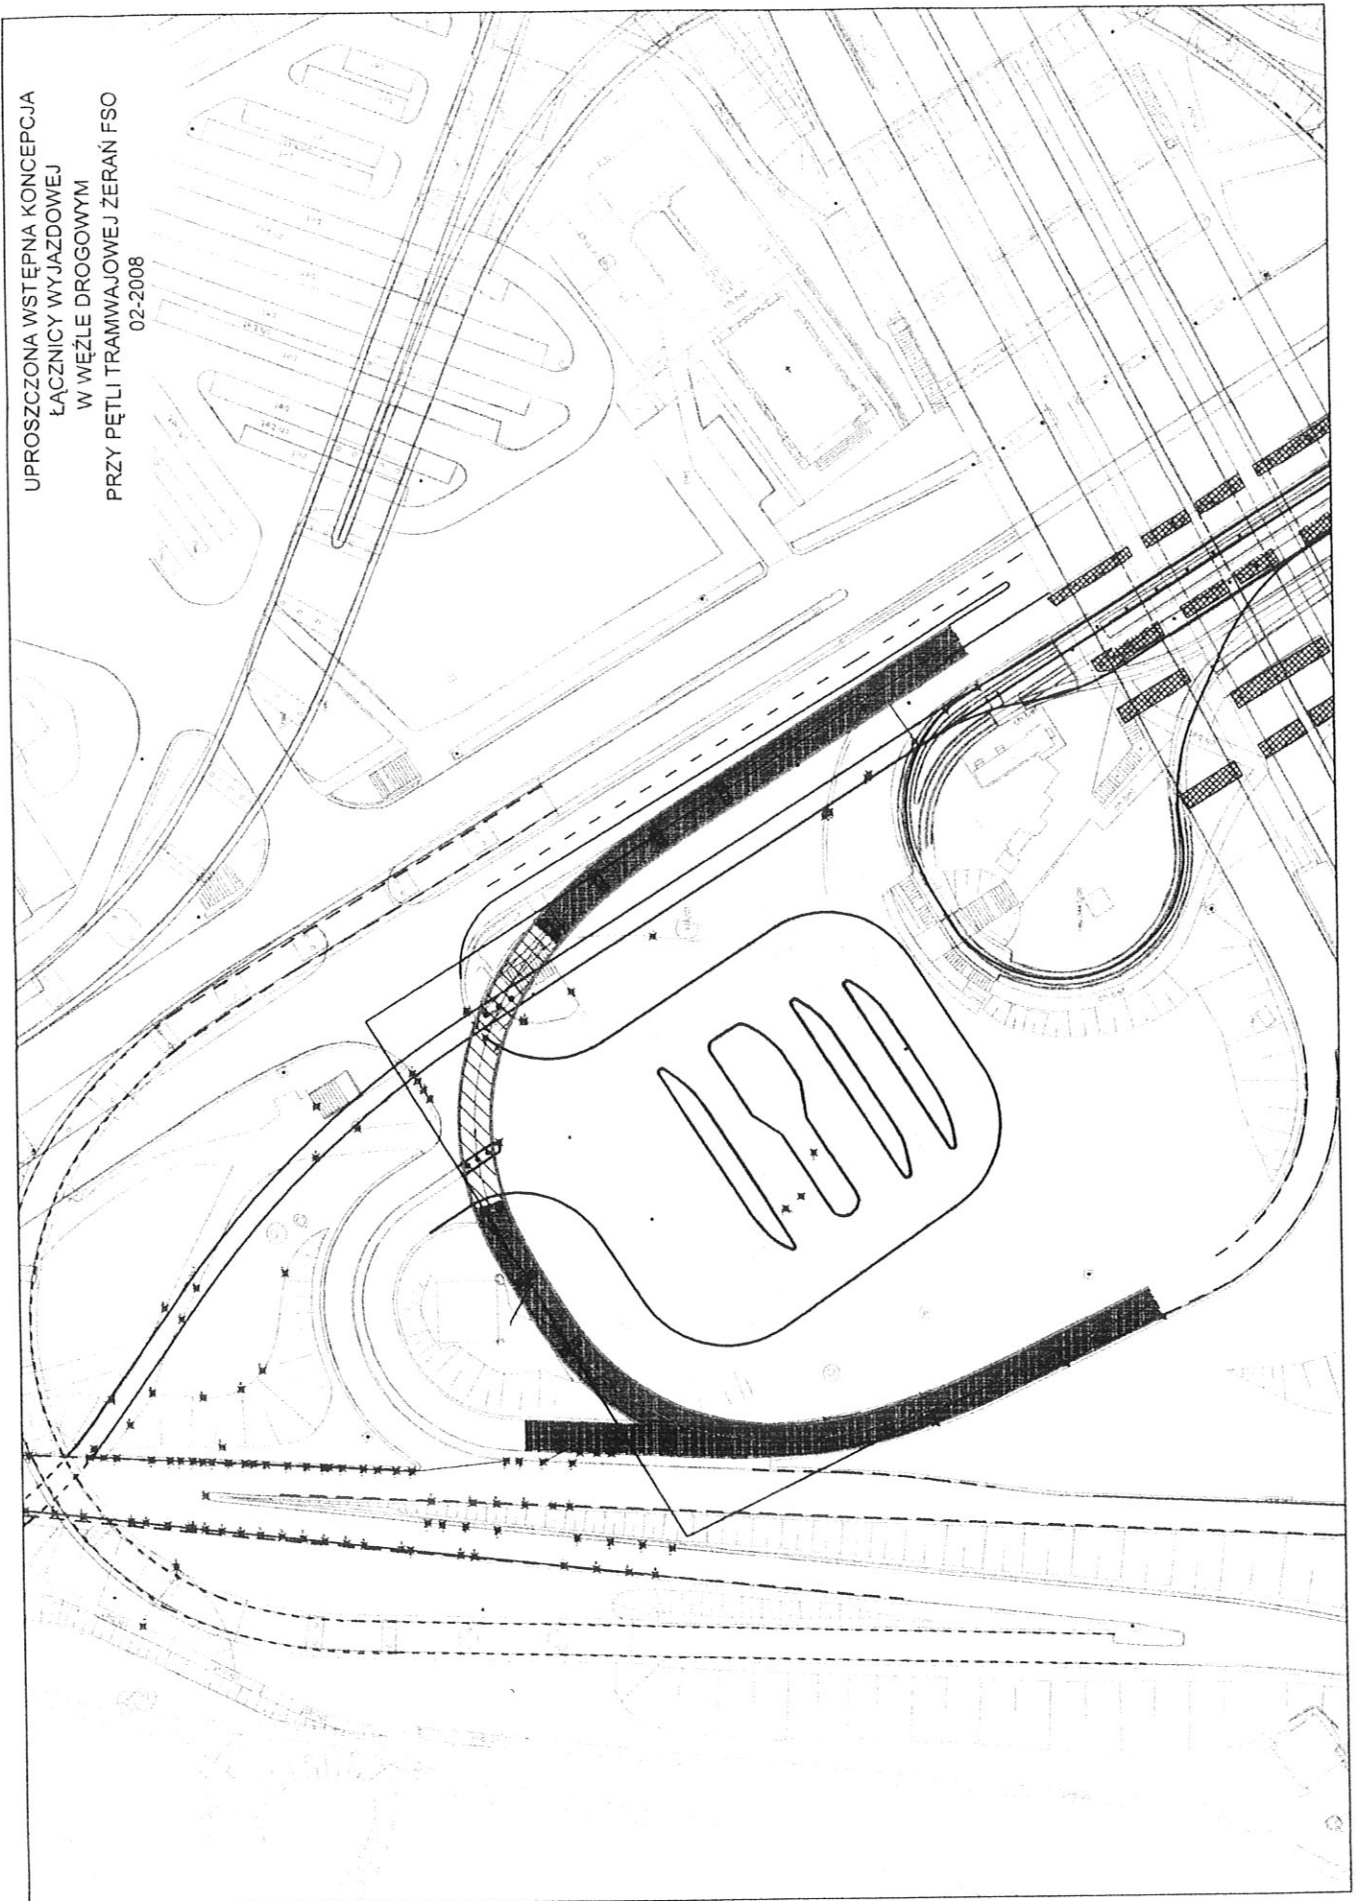 UPROSZCZONA WSTĘPNA KONCEPCJA
ŁĄCZNICY WYJAZDOWEJ
W WĘŹLE DROGOWYM
PRZY PĘTLI TRAMWAJOWEJ ŻERAŃ FSO
02-2008